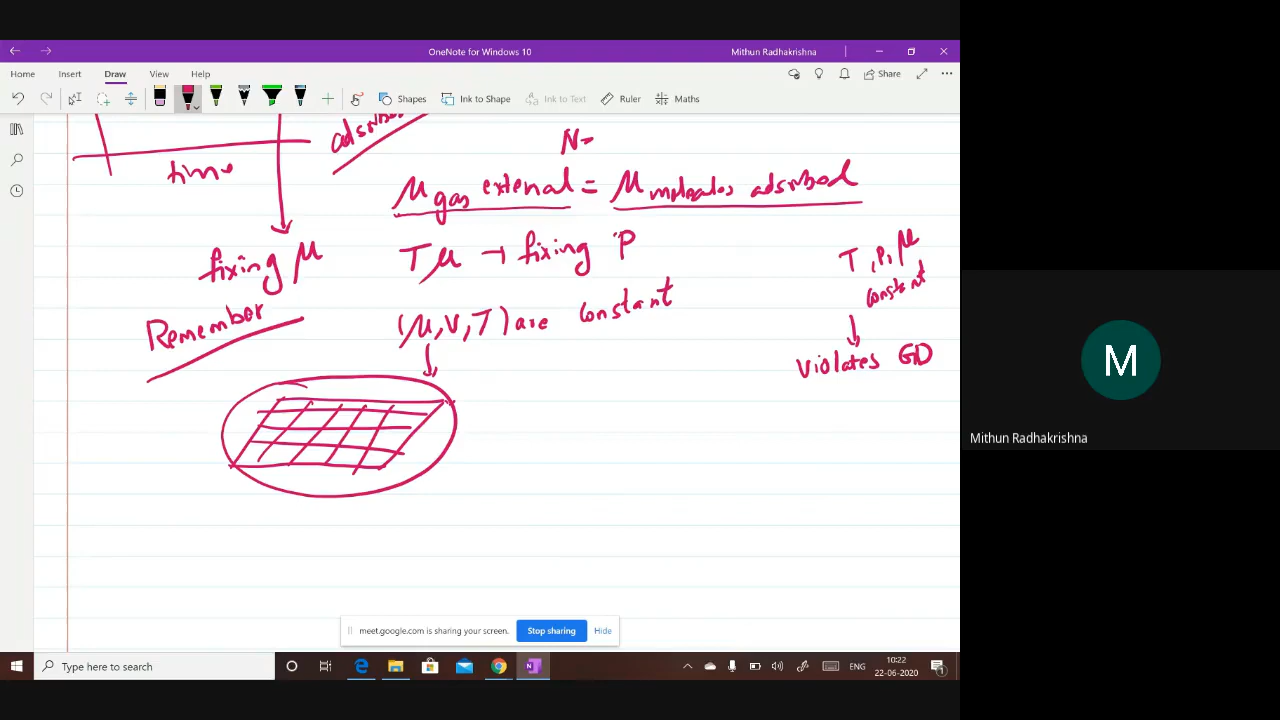 OneNote for Windows 10
Mithun Radhakrishna
Home
Insert
Draw
View
Help
Share
Shapes
Ink to Shape
Ink to Text
Ruler
Maths
time
N=
μ gas external = μ molecules adsorbed
fixing μ
T μ → fixing P
T, P, μ
constant
Remember
(μ, V, T) are constant
Violates GD
M
Mithun Radhakrishna
meet.google.com is sharing your screen.
Stop sharing
Hide
Type here to search
ENG
10:22
22-06-2020